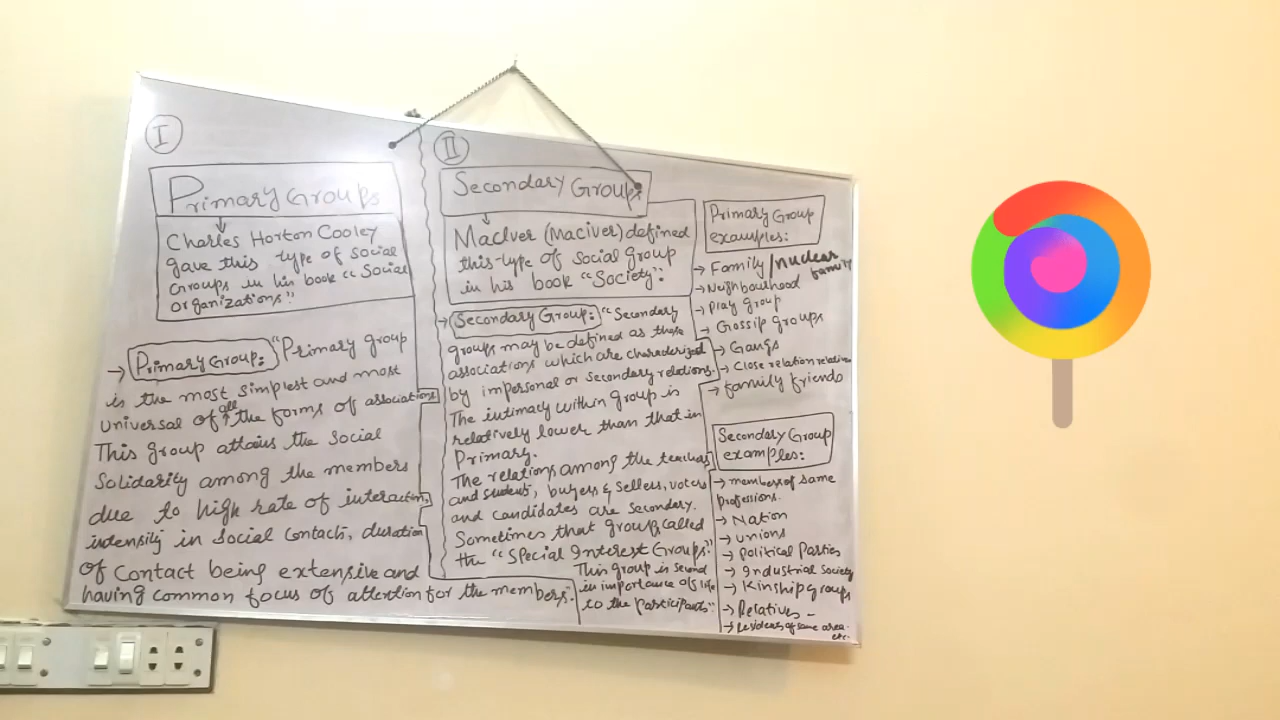 I
Primary Groups
Charles Horton Cooley
gave this type of social
Groups in his book "Social
organizations"
→ Primary Group: "Primary group
is the most simplest and most
universal of all the forms of associations.
This group attains the social
Solidarity among the members
due to high rate of interaction,
intensity in social contacts, duration
of contact being extensive and
having common focus of attention for the members".
II
Secondary Groups
MacIver (Maciver) defined
this type of social group
in his book "Society".
→ Secondary Group: "Secondary
groups may be defined as those
associations which are characterized
by impersonal or secondary relations.
The intimacy within group is
relatively lower than that in
Primary.
The relations among the teachers
and students, buyers & sellers, voters
and candidates are secondary.
Sometimes that group called
the "Special Interest Groups".
This group is second
in importance of life
to the participants".
Primary Group
examples:
→ Family/nuclear
family
→ Neighbourhood
→ Play group
→ Gossip groups
→ Gangs
→ Close relation relatives
→ family friends
Secondary Group
examples:
→ members of same
professions.
→ Nation
→ unions
→ political Parties
→ Industrial society
→ Kinship groups
→ Relatives -
→ Residents of same area.
etc.